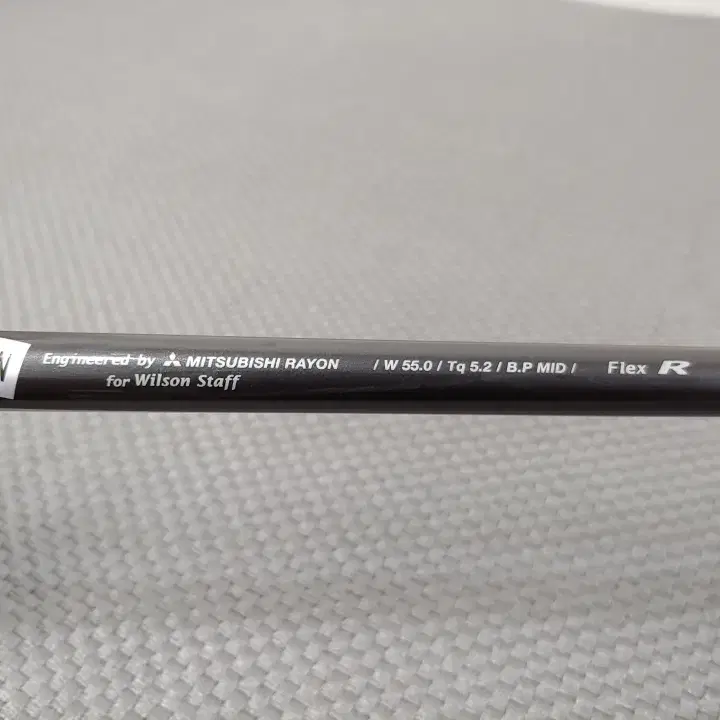 Engineered by MITSUBISHI RAYON / W 55.0 / Tq 5.2 / B.P MID / Flex R
for Wilson Staff